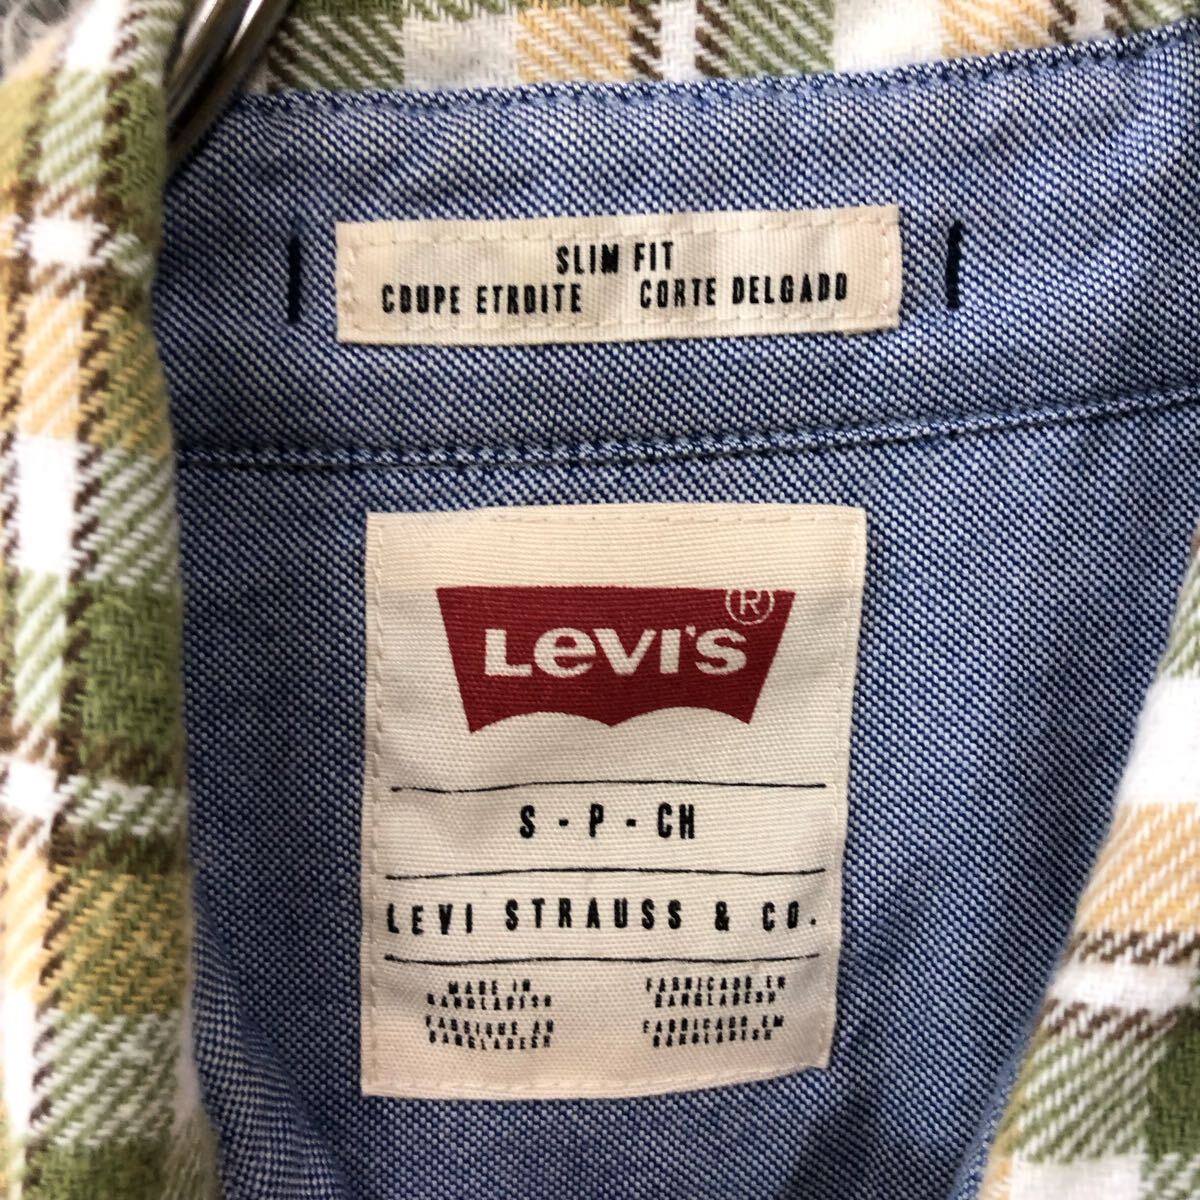 SLIM FIT
COUPE ETROITE CORTE DELGADO
LEVI'S®
S - P - CH
LEVI STRAUSS & CO.
MADE IN BANGLADESH
FABRICADO EN BANGLADESH
FABRIQUE AU BANGLADESH
FABRICADO EM BANGLADESH